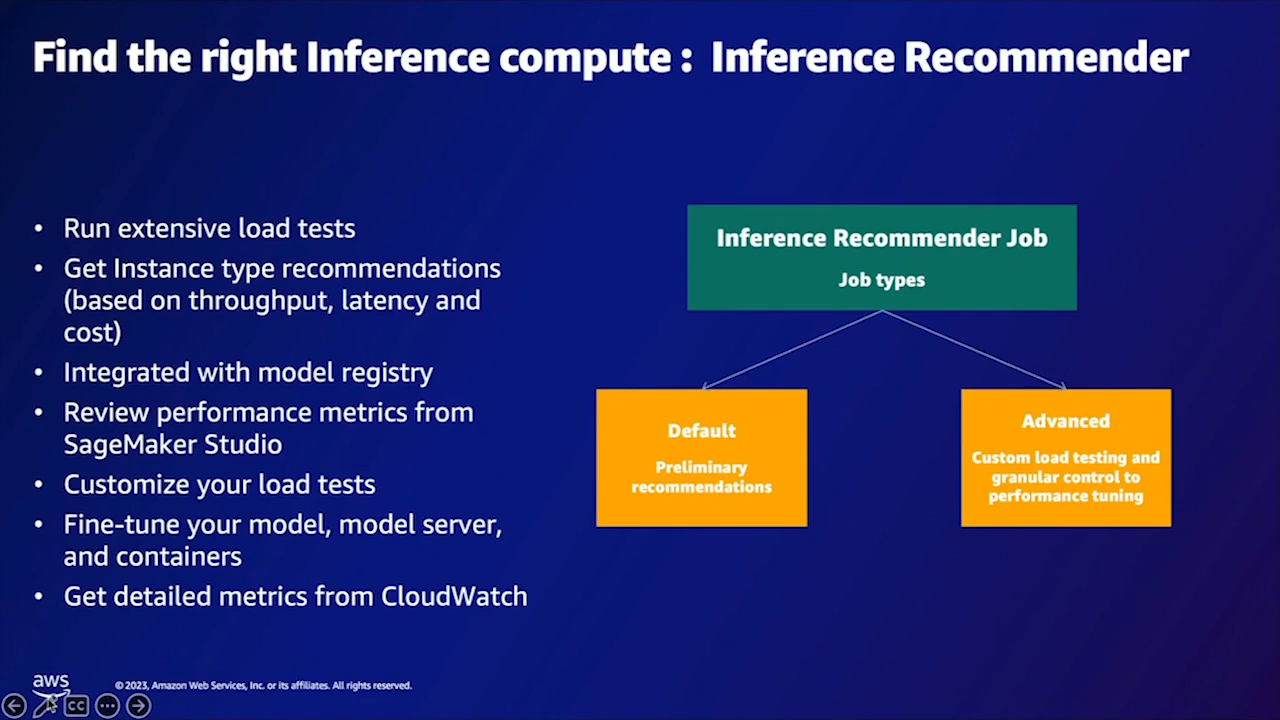 Find the right Inference compute : Inference Recommender
• Run extensive load tests
• Get Instance type recommendations
(based on throughput, latency and
cost)
• Integrated with model registry
• Review performance metrics from
SageMaker Studio
• Customize your load tests
• Fine-tune your model, model server,
and containers
• Get detailed metrics from CloudWatch
Inference Recommender Job
Job types
Default
Preliminary
recommendations
Advanced
Custom load testing and
granular control to
performance tuning
aws
© 2023, Amazon Web Services, Inc. or its affiliates. All rights reserved.
CC